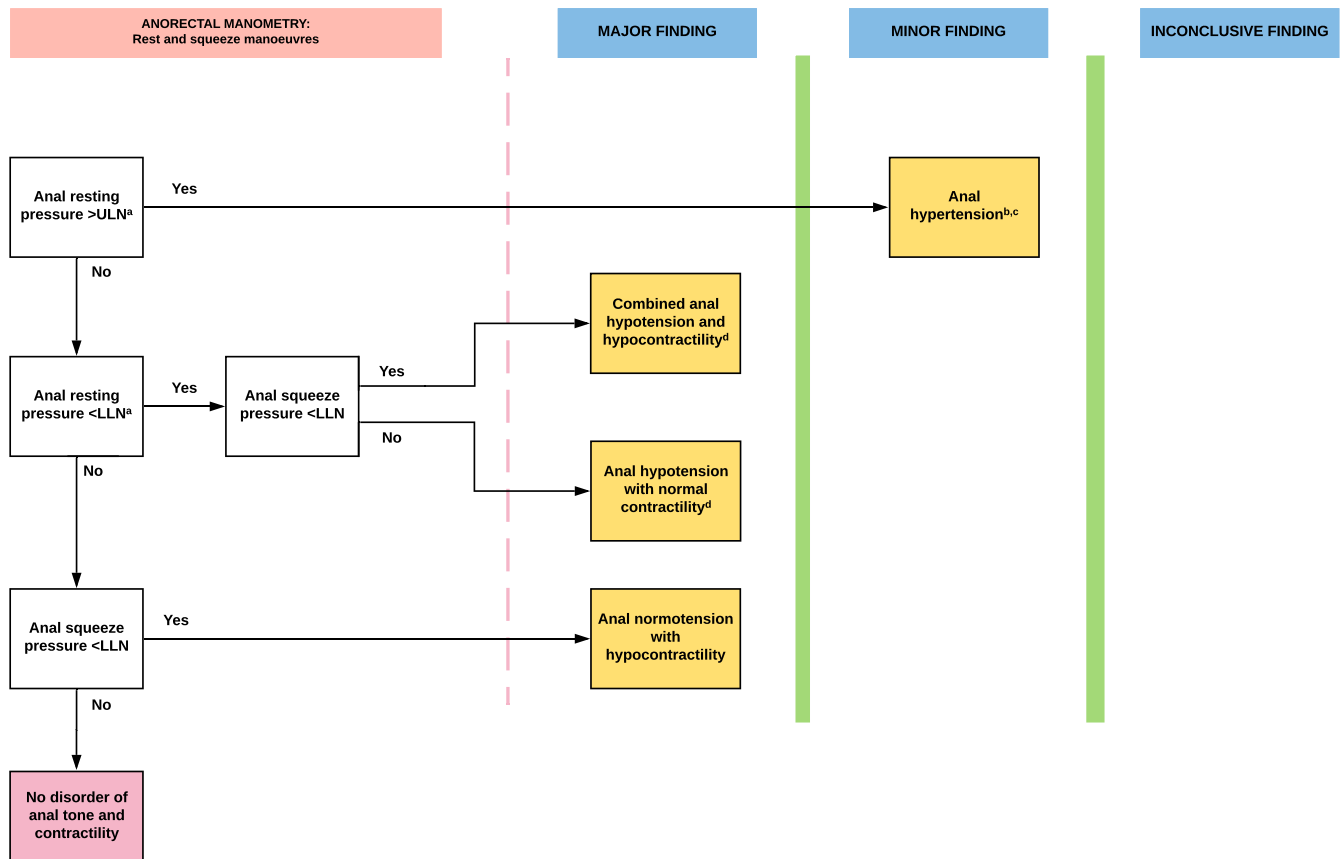 ANORECTAL MANOMETRY:
Rest and squeeze manoeuvres
MAJOR FINDING
MINOR FINDING
INCONCLUSIVE FINDING
Anal resting
pressure >ULNᵃ
Yes
Anal
hypertensionᵇ,ᶜ
No
Combined anal
hypotension and
hypocontractilityᵈ
Anal resting
pressure <LLNᵃ
Yes
Anal squeeze
pressure <LLN
Yes
No
Anal hypotension
with normal
contractilityᵈ
No
Anal squeeze
pressure <LLN
Yes
Anal normotension
with
hypocontractility
No
No disorder of
anal tone and
contractility